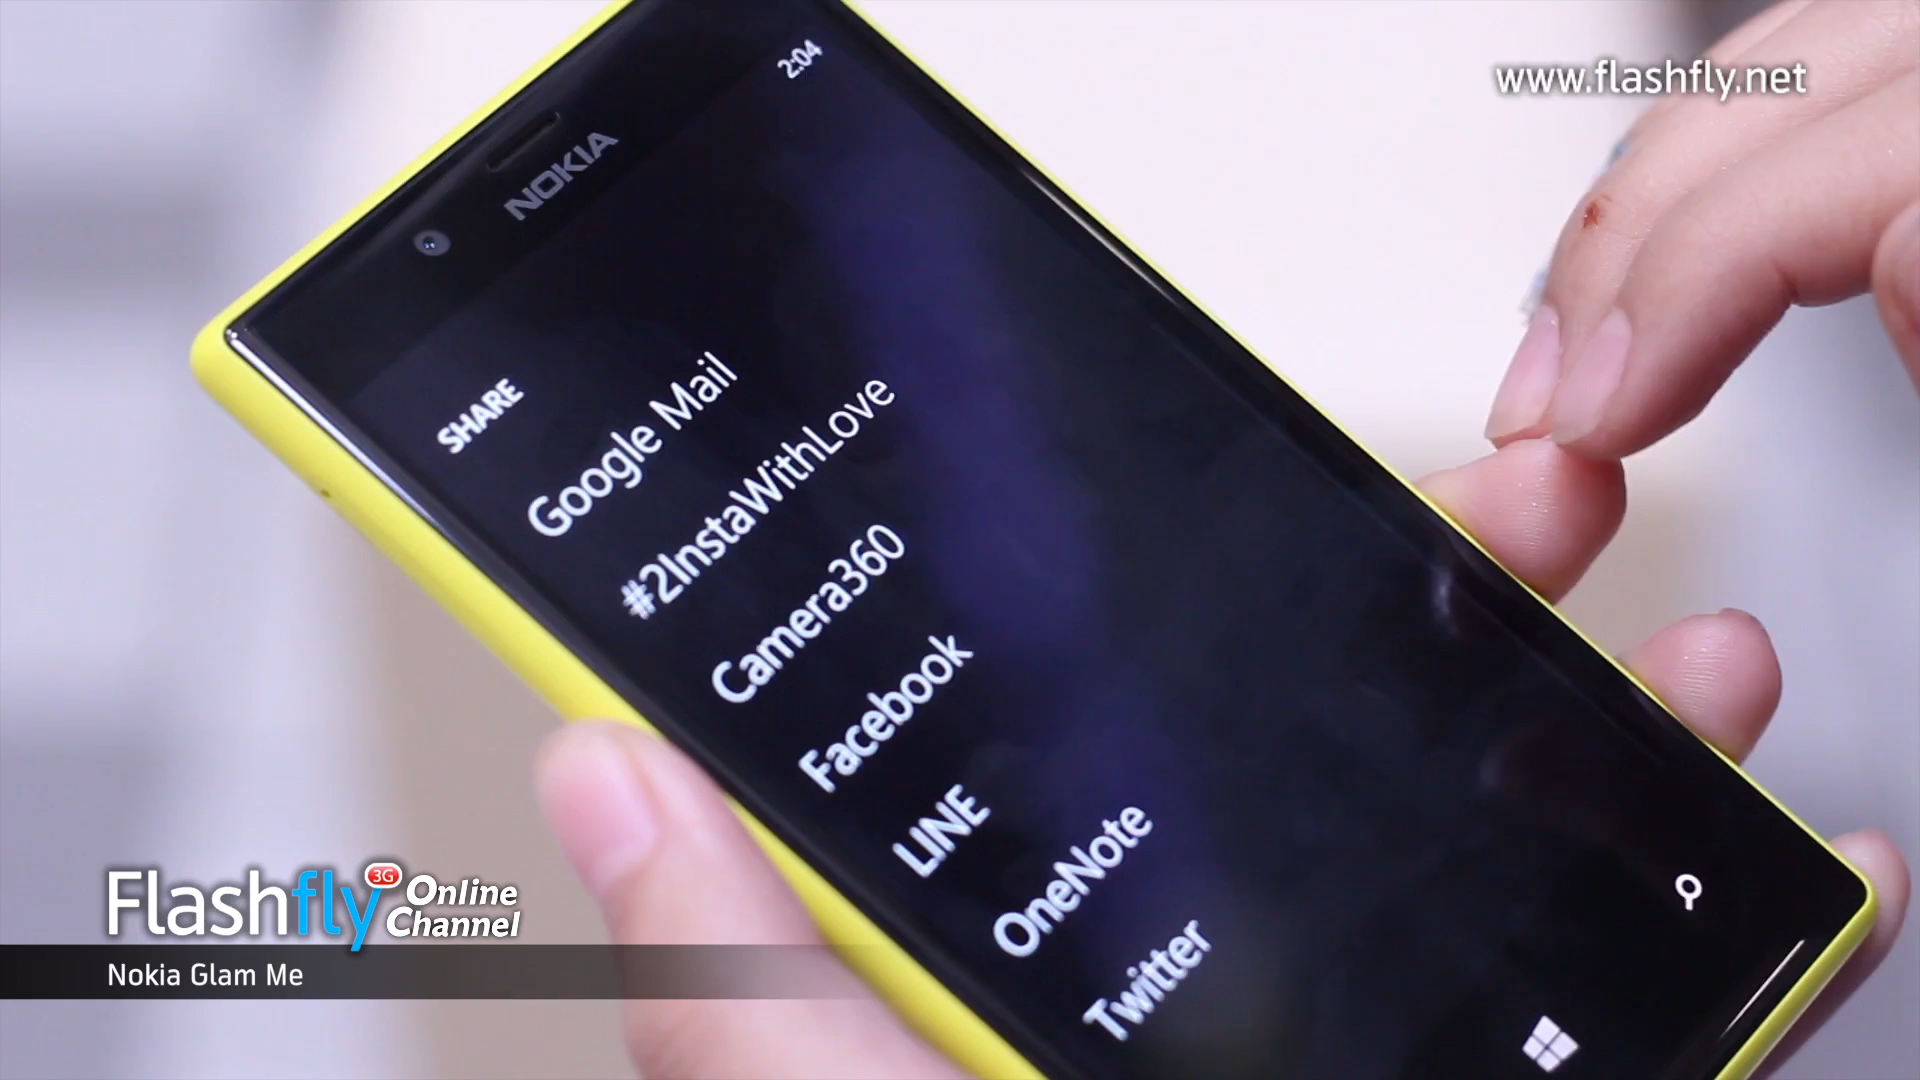 www.flashfly.net
2:04
NOKIA
SHARE
Google Mail
#2InstaWithLove
Camera360
Facebook
LINE
OneNote
Twitter
Flashfly 3G Online Channel
Nokia Glam Me